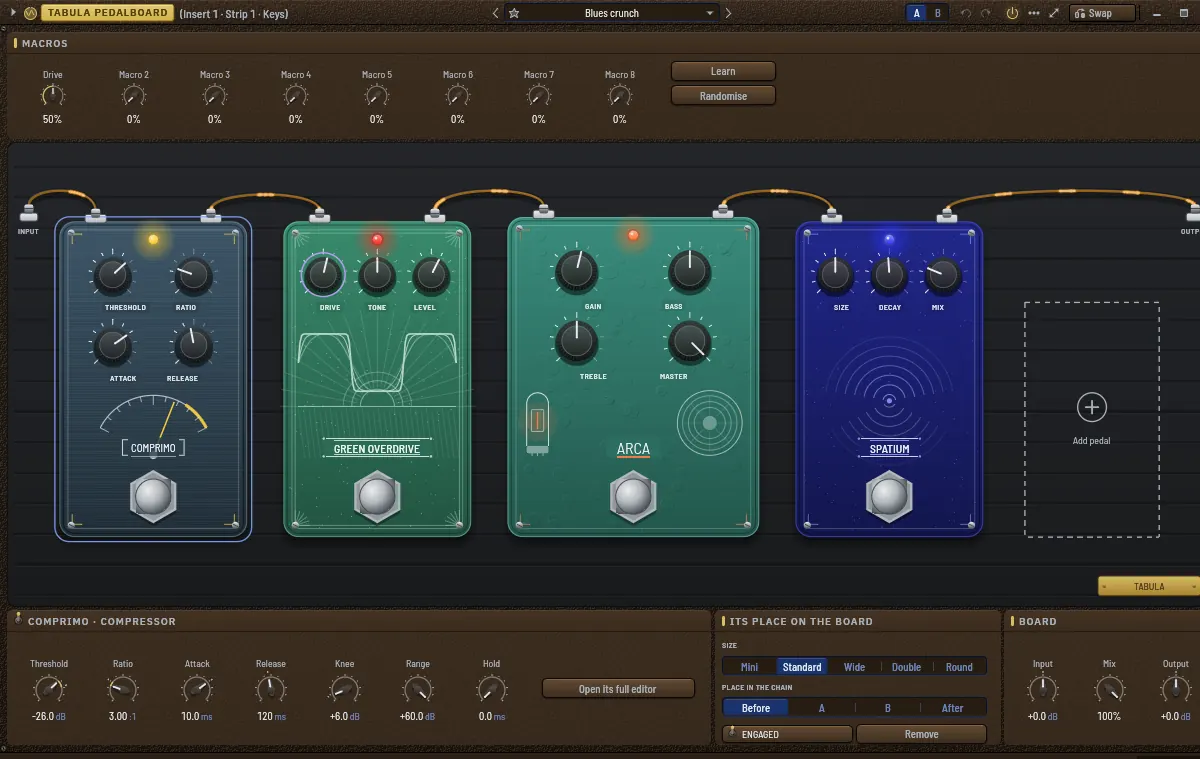 TABULA PEDALBOARD (Insert 1 · Strip 1 · Keys) Blues crunch A B Swap
MACROS
Drive Macro 2 Macro 3 Macro 4 Macro 5 Macro 6 Macro 7 Macro 8
50% 0% 0% 0% 0% 0% 0% 0%
Learn
Randomise
INPUT
OUTP
THRESHOLD RATIO
ATTACK RELEASE
COMPRIMO
DRIVE TONE LEVEL
GREEN OVERDRIVE
GAIN BASS
TREBLE MASTER
ARCA
SIZE DECAY MIX
SPATIUM
Add pedal
TABULA
COMPRIMO · COMPRESSOR
Threshold Ratio Attack Release Knee Range Hold
-26.0 dB 3.00 :1 10.0 ms 120 ms +6.0 dB +60.0 dB 0.0 ms
Open its full editor
ITS PLACE ON THE BOARD
SIZE
Mini Standard Wide Double Round
PLACE IN THE CHAIN
Before A B After
ENGAGED Remove
BOARD
Input Mix Output
+0.0 dB 100% +0.0 dB